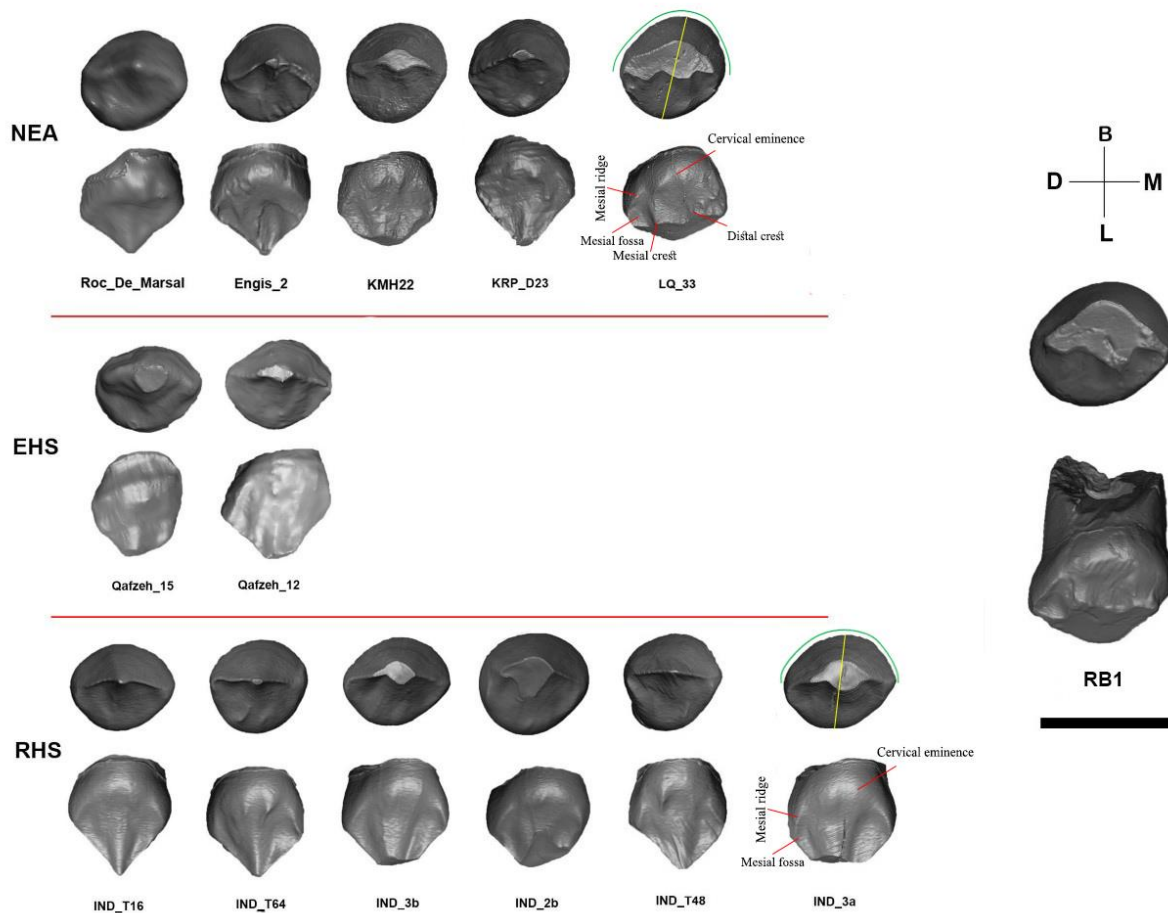 NEA
Cervical eminence
Mesial ridge
Mesial fossa
Mesial crest
Distal crest
Roc_De_Marsal
Engis_2
KMH22
KRP_D23
LQ_33
B
D
M
L
EHS
Qafzeh_15
Qafzeh_12
RB1
RHS
Cervical eminence
Mesial ridge
Mesial fossa
IND_T16
IND_T64
IND_3b
IND_2b
IND_T48
IND_3a